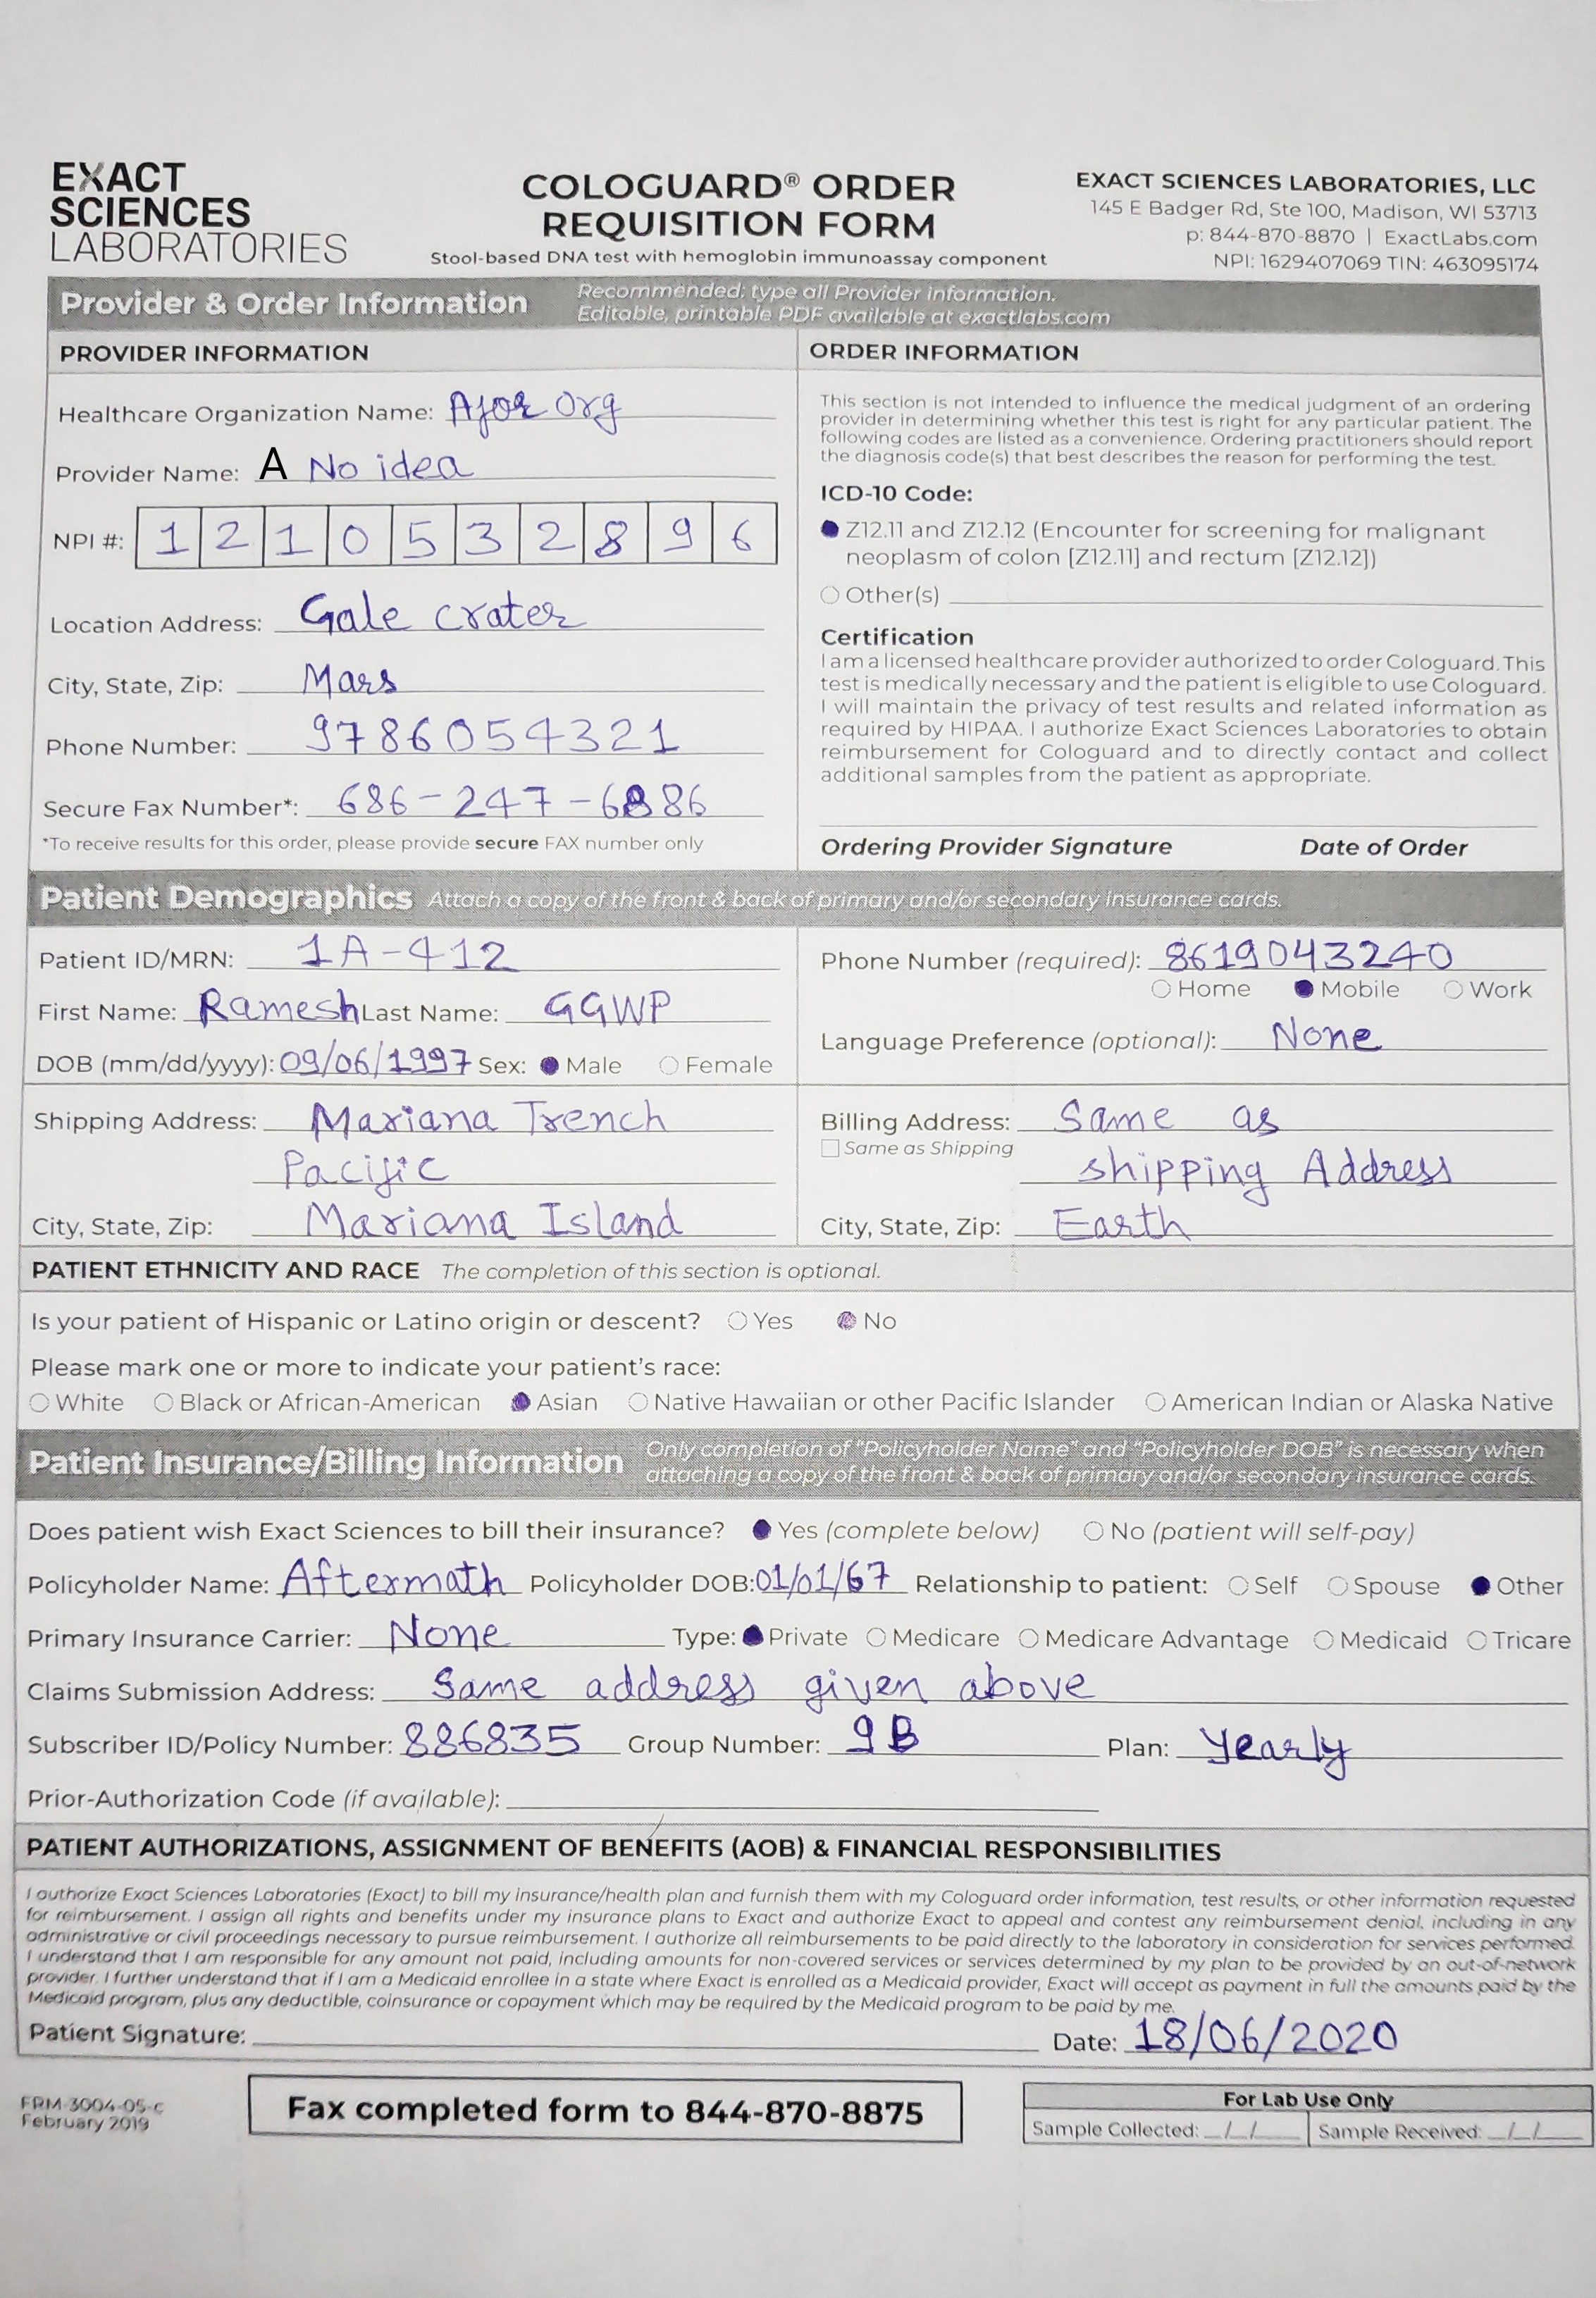 EXACT
SCIENCES
LABORATORIES
COLOGUARD® ORDER
REQUISITION FORM
Stool-based DNA test with hemoglobin immunoassay component
EXACT SCIENCES LABORATORIES, LLC
145 E Badger Rd, Ste 100, Madison, WI 53713
p: 844-870-8870 | ExactLabs.com
NPI: 1629407069 TIN: 463095174
Provider & Order Information
Recommended: type all Provider information.
Editable, printable PDF available at exactlabs.com
PROVIDER INFORMATION
Healthcare Organization Name: Ajor Org
Provider Name: A No idea
NPI #: 1 2 1 0 5 3 2 8 9 6
Location Address: Gale crater
City, State, Zip: Mars
Phone Number: 9786054321
Secure Fax Number*: 686-247-6886
*To receive results for this order, please provide secure FAX number only
ORDER INFORMATION
This section is not intended to influence the medical judgment of an ordering
provider in determining whether this test is right for any particular patient. The
following codes are listed as a convenience. Ordering practitioners should report
the diagnosis code(s) that best describes the reason for performing the test.
ICD-10 Code:
Z12.11 and Z12.12 (Encounter for screening for malignant
neoplasm of colon [Z12.11] and rectum [Z12.12])
Other(s)
Certification
I am a licensed healthcare provider authorized to order Cologuard. This
test is medically necessary and the patient is eligible to use Cologuard.
I will maintain the privacy of test results and related information as
required by HIPAA. I authorize Exact Sciences Laboratories to obtain
reimbursement for Cologuard and to directly contact and collect
additional samples from the patient as appropriate.
Ordering Provider Signature Date of Order
Patient Demographics Attach a copy of the front & back of primary and/or secondary insurance cards.
Patient ID/MRN: 1A-412
First Name: Ramesh Last Name: GGWP
DOB (mm/dd/yyyy): 09/06/1997 Sex: Male Female
Phone Number (required): 8619043240
Home Mobile Work
Language Preference (optional): None
Shipping Address: Mariana Trench
Pacific
City, State, Zip: Mariana Island
Billing Address: Same as
Same as Shipping
shipping Address
City, State, Zip: Earth
PATIENT ETHNICITY AND RACE The completion of this section is optional.
Is your patient of Hispanic or Latino origin or descent? Yes No
Please mark one or more to indicate your patient's race:
White Black or African-American Asian Native Hawaiian or other Pacific Islander American Indian or Alaska Native
Patient Insurance/Billing Information
Only completion of "Policyholder Name" and "Policyholder DOB" is necessary when
attaching a copy of the front & back of primary and/or secondary insurance cards.
Does patient wish Exact Sciences to bill their insurance? Yes (complete below) No (patient will self-pay)
Policyholder Name: Aftermath Policyholder DOB: 01/01/67 Relationship to patient: Self Spouse Other
Primary Insurance Carrier: None Type: Private Medicare Medicare Advantage Medicaid Tricare
Claims Submission Address: Same address given above
Subscriber ID/Policy Number: 886835 Group Number: 9B Plan: Yearly
Prior-Authorization Code (if available):
PATIENT AUTHORIZATIONS, ASSIGNMENT OF BENEFITS (AOB) & FINANCIAL RESPONSIBILITIES
I authorize Exact Sciences Laboratories (Exact) to bill my insurance/health plan and furnish them with my Cologuard order information, test results, or other information requested
for reimbursement. I assign all rights and benefits under my insurance plans to Exact and authorize Exact to appeal and contest any reimbursement denial, including in any
administrative or civil proceedings necessary to pursue reimbursement. I authorize all reimbursements to be paid directly to the laboratory in consideration for services performed.
I understand that I am responsible for any amount not paid, including amounts for non-covered services or services determined by my plan to be provided by an out-of-network
provider. I further understand that if I am a Medicaid enrollee in a state where Exact is enrolled as a Medicaid provider, Exact will accept as payment in full the amounts paid by the
Medicaid program, plus any deductible, coinsurance or copayment which may be required by the Medicaid program to be paid by me.
Patient Signature: Date: 18/06/2020
FRM-3004-05-c
February 2019
Fax completed form to 844-870-8875
For Lab Use Only
Sample Collected: / / Sample Received: / /